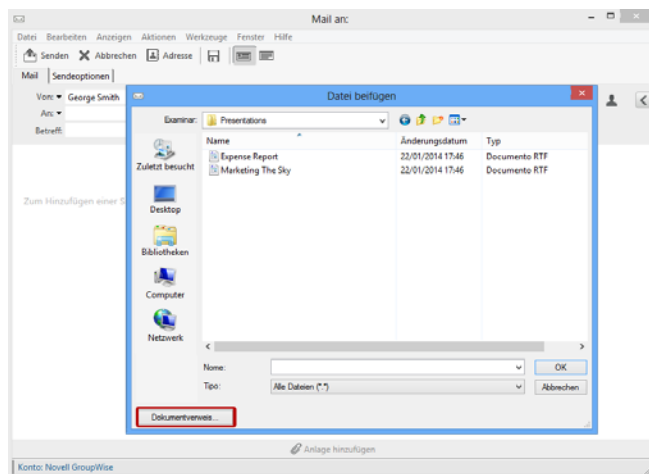 Mail an:
Datei Bearbeiten Anzeigen Aktionen Werkzeuge Fenster Hilfe
Senden Abbrechen Adresse
Mail Sendeoptionen
Von: George Smith
An:
Betreff:
Zum Hinzufügen einer S
Datei beifügen
Examinar: Presentations
Name Änderungsdatum Typ
Expense Report 22/01/2014 17:46 Documento RTF
Marketing The Sky 22/01/2014 17:46 Documento RTF
Zuletzt besucht
Desktop
Bibliotheken
Computer
Netzwerk
Nome: OK
Tipo: Alle Dateien (*.*) Abbrechen
Dokumentverweis...
Anlage hinzufügen
Konto: Novell GroupWise